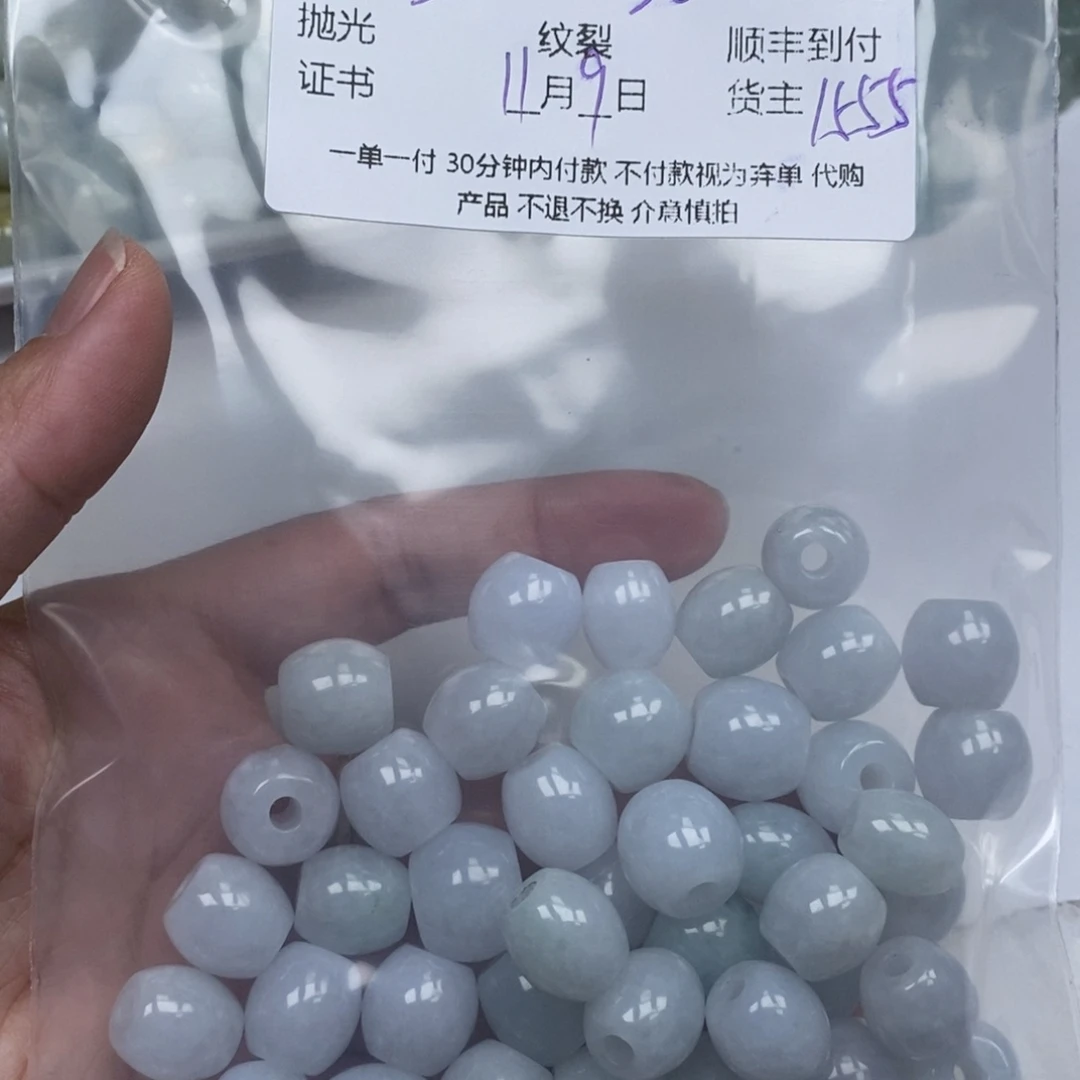 抛光 纹裂 顺丰到付
证书 11月9日 货主 1555
一单一付 30分钟内付款 不付款视为弃单 代购
产品 不退不换 介意慎拍